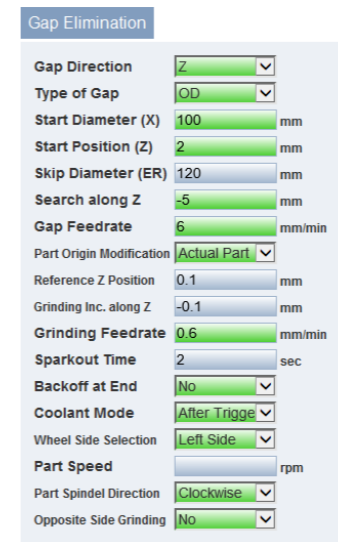 Gap Elimination
Gap Direction Z
Type of Gap OD
Start Diameter (X) 100 mm
Start Position (Z) 2 mm
Skip Diameter (ER) 120 mm
Search along Z -5 mm
Gap Feedrate 6 mm/min
Part Origin Modification Actual Part
Reference Z Position 0.1 mm
Grinding Inc. along Z -0.1 mm
Grinding Feedrate 0.6 mm/min
Sparkout Time 2 sec
Backoff at End No
Coolant Mode After Trigge
Wheel Side Selection Left Side
Part Speed rpm
Part Spindel Direction Clockwise
Opposite Side Grinding No